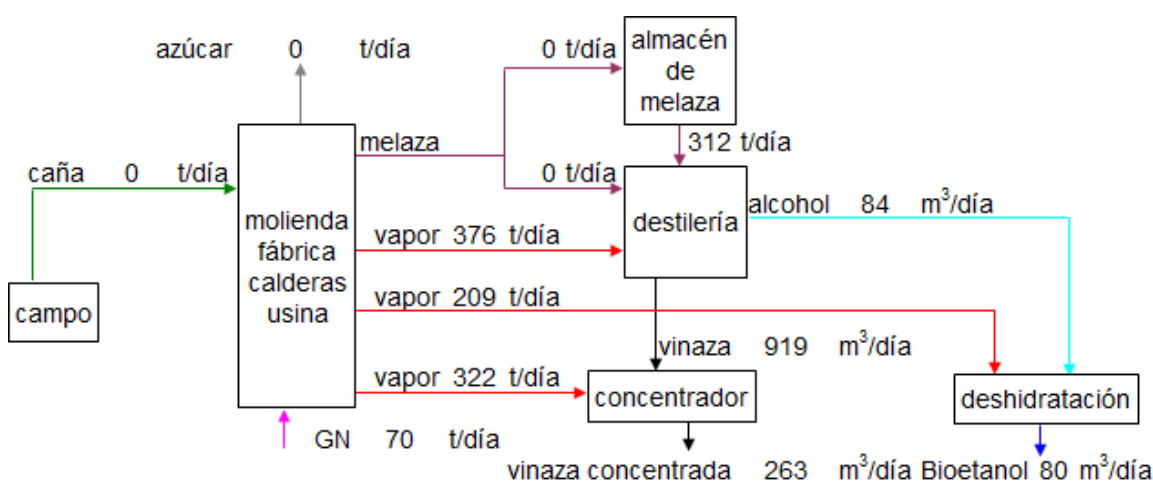 azúcar 0 t/día
0 t/día
almacén
de
melaza
melaza
312 t/día
caña 0 t/día
0 t/día
molienda
fábrica
calderas
usina
destilería
alcohol 84 m³/día
vapor 376 t/día
campo
vapor 209 t/día
vinaza 919 m³/día
vapor 322 t/día
concentrador
deshidratación
GN 70 t/día
vinaza concentrada 263 m³/día
Bioetanol 80 m³/día